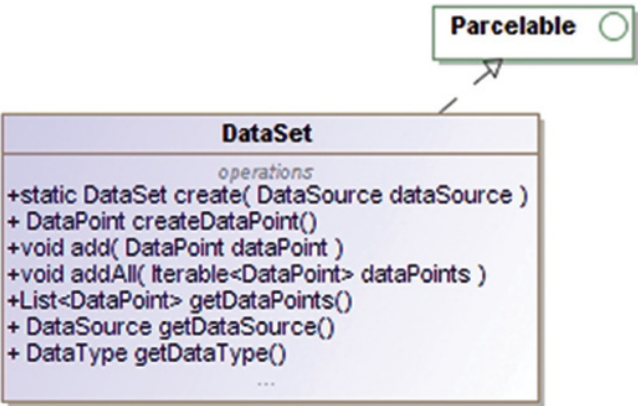 Parcelable
DataSet
operations
+static DataSet create( DataSource dataSource )
+ DataPoint createDataPoint()
+void add( DataPoint dataPoint )
+void addAll( Iterable<DataPoint> dataPoints )
+List<DataPoint> getDataPoints()
+ DataSource getDataSource()
+ DataType getDataType()
...